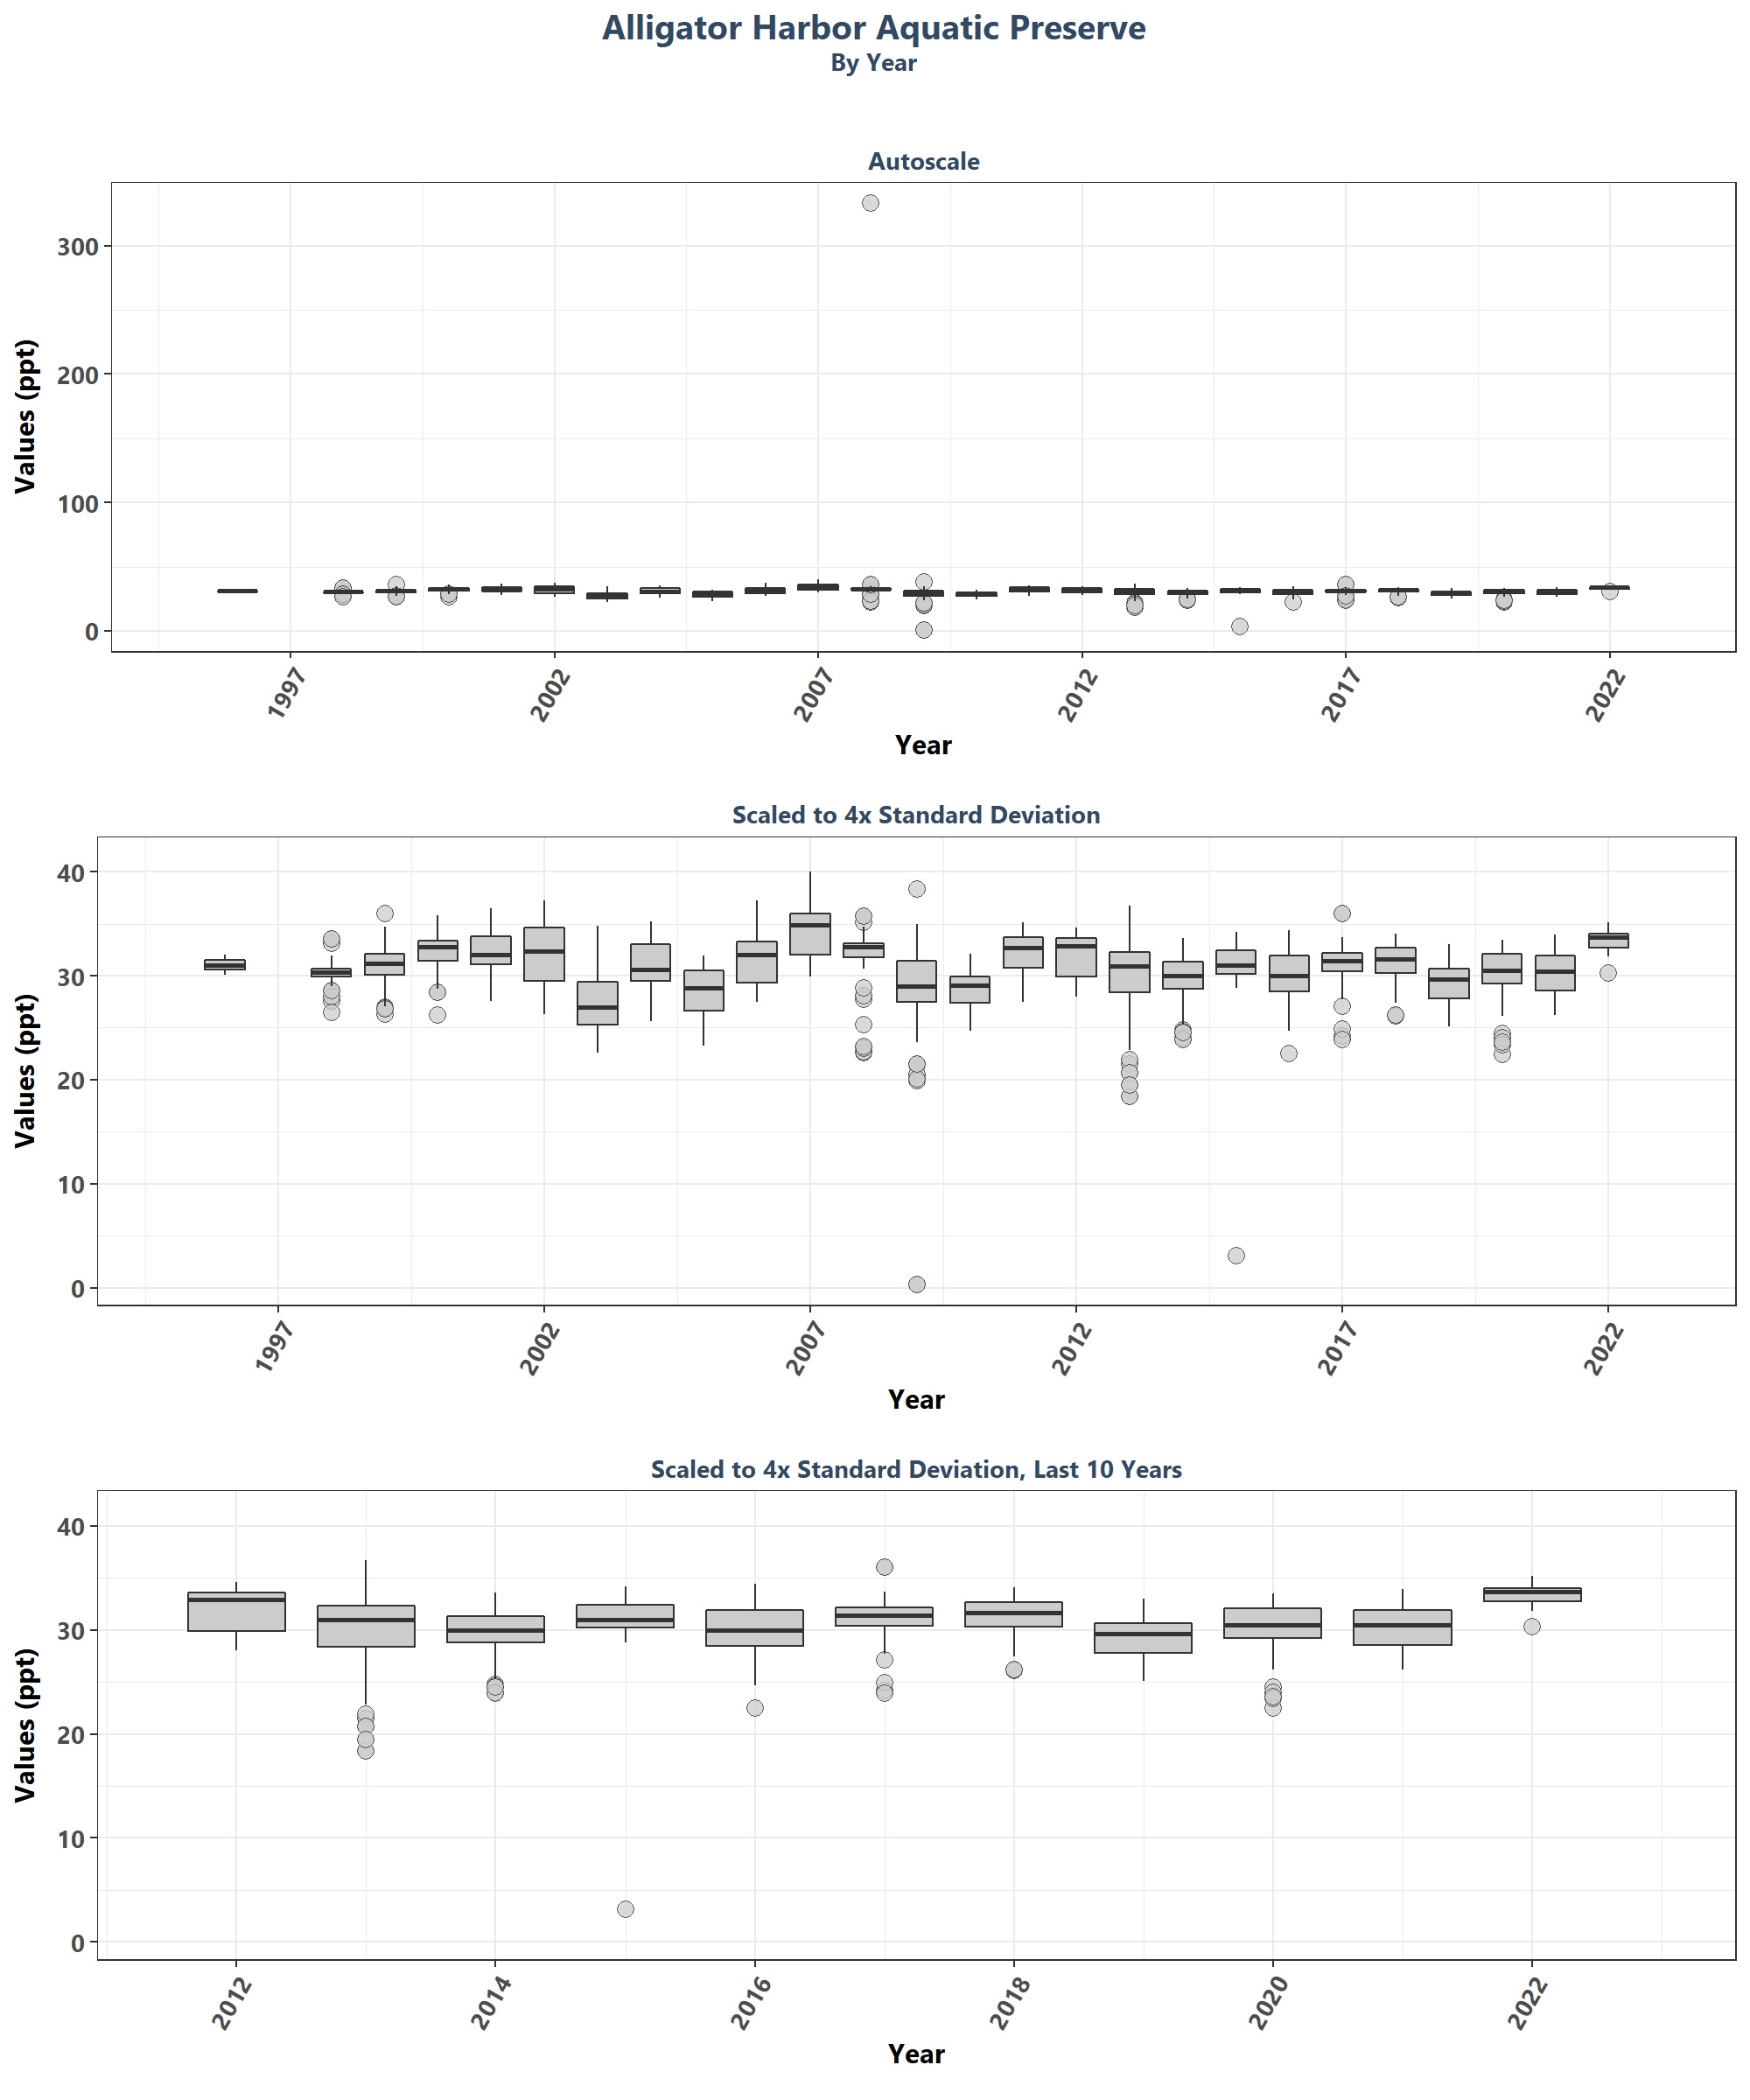 Alligator Harbor Aquatic Preserve
By Year
Autoscale
Values (ppt)
300
200
100
0
1997 2002 2007 2012 2017 2022
Year
Scaled to 4x Standard Deviation
Values (ppt)
40
30
20
10
0
1997 2002 2007 2012 2017 2022
Year
Scaled to 4x Standard Deviation, Last 10 Years
Values (ppt)
40
30
20
10
0
2012 2014 2016 2018 2020 2022
Year